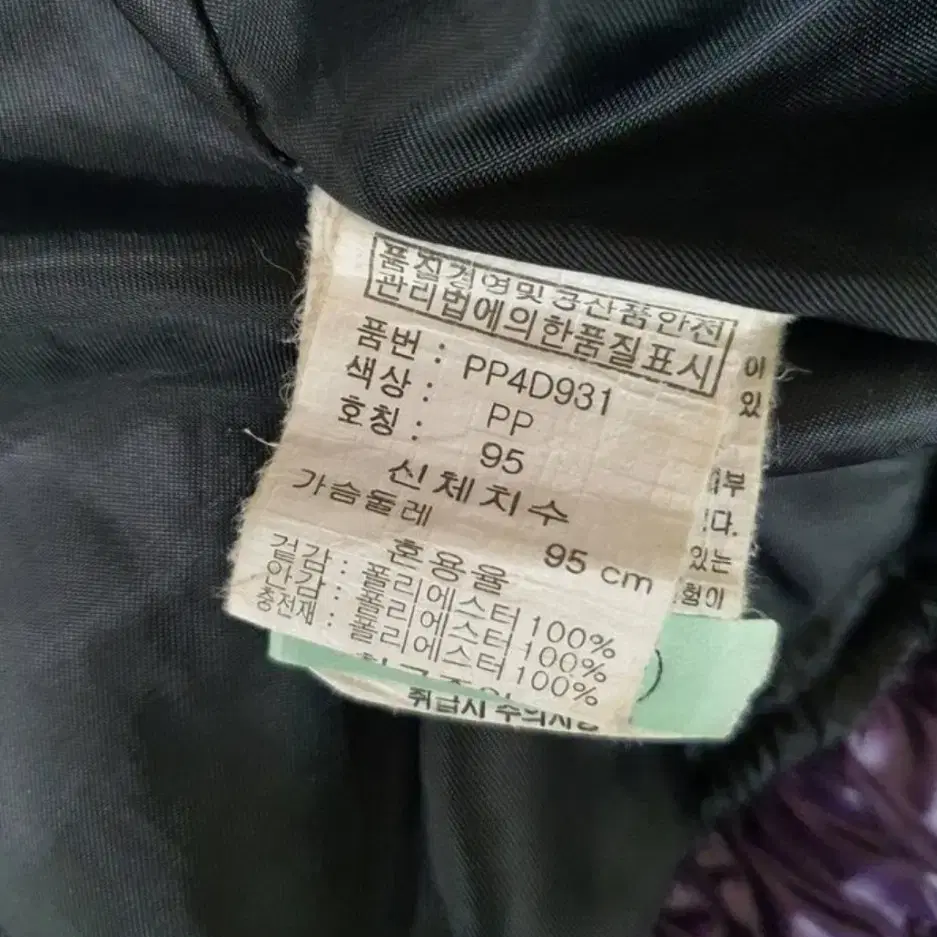 품질경영및 공산품안전
관리법에의한품질표시
품번 : PP4D931
색상 : PP
호칭 : 95
신체치수
가슴둘레 95 cm
혼용율
겉감 : 폴리에스터 100%
안감 : 폴리에스터 100%
충전재 : 폴리에스터 100%
취급시 주의사항
이
있
부
다.
있는
험이